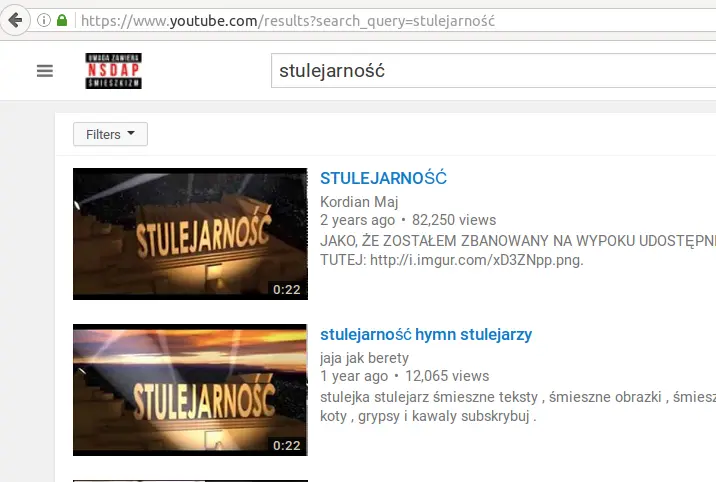 https://www.youtube.com/results?search_query=stulejarność
UWAGA ZAWIERA
NSDAP
ŚMIESZKIZM
stulejarność
Filters
STULEJARNOŚĆ
0:22
STULEJARNOŚĆ
Kordian Maj
2 years ago • 82,250 views
JAKO, ŻE ZOSTAŁEM ZBANOWANY NA WYPOKU UDOSTĘPNI
TUTEJ: http://i.imgur.com/xD3ZNpp.png.
STULEJARNOŚĆ
0:22
stulejarność hymn stulejarzy
jaja jak berety
1 year ago • 12,065 views
stulejka stulejarz śmieszne teksty , śmieszne obrazki , śmiesz
koty , grypsy i kawaly subskrybuj .